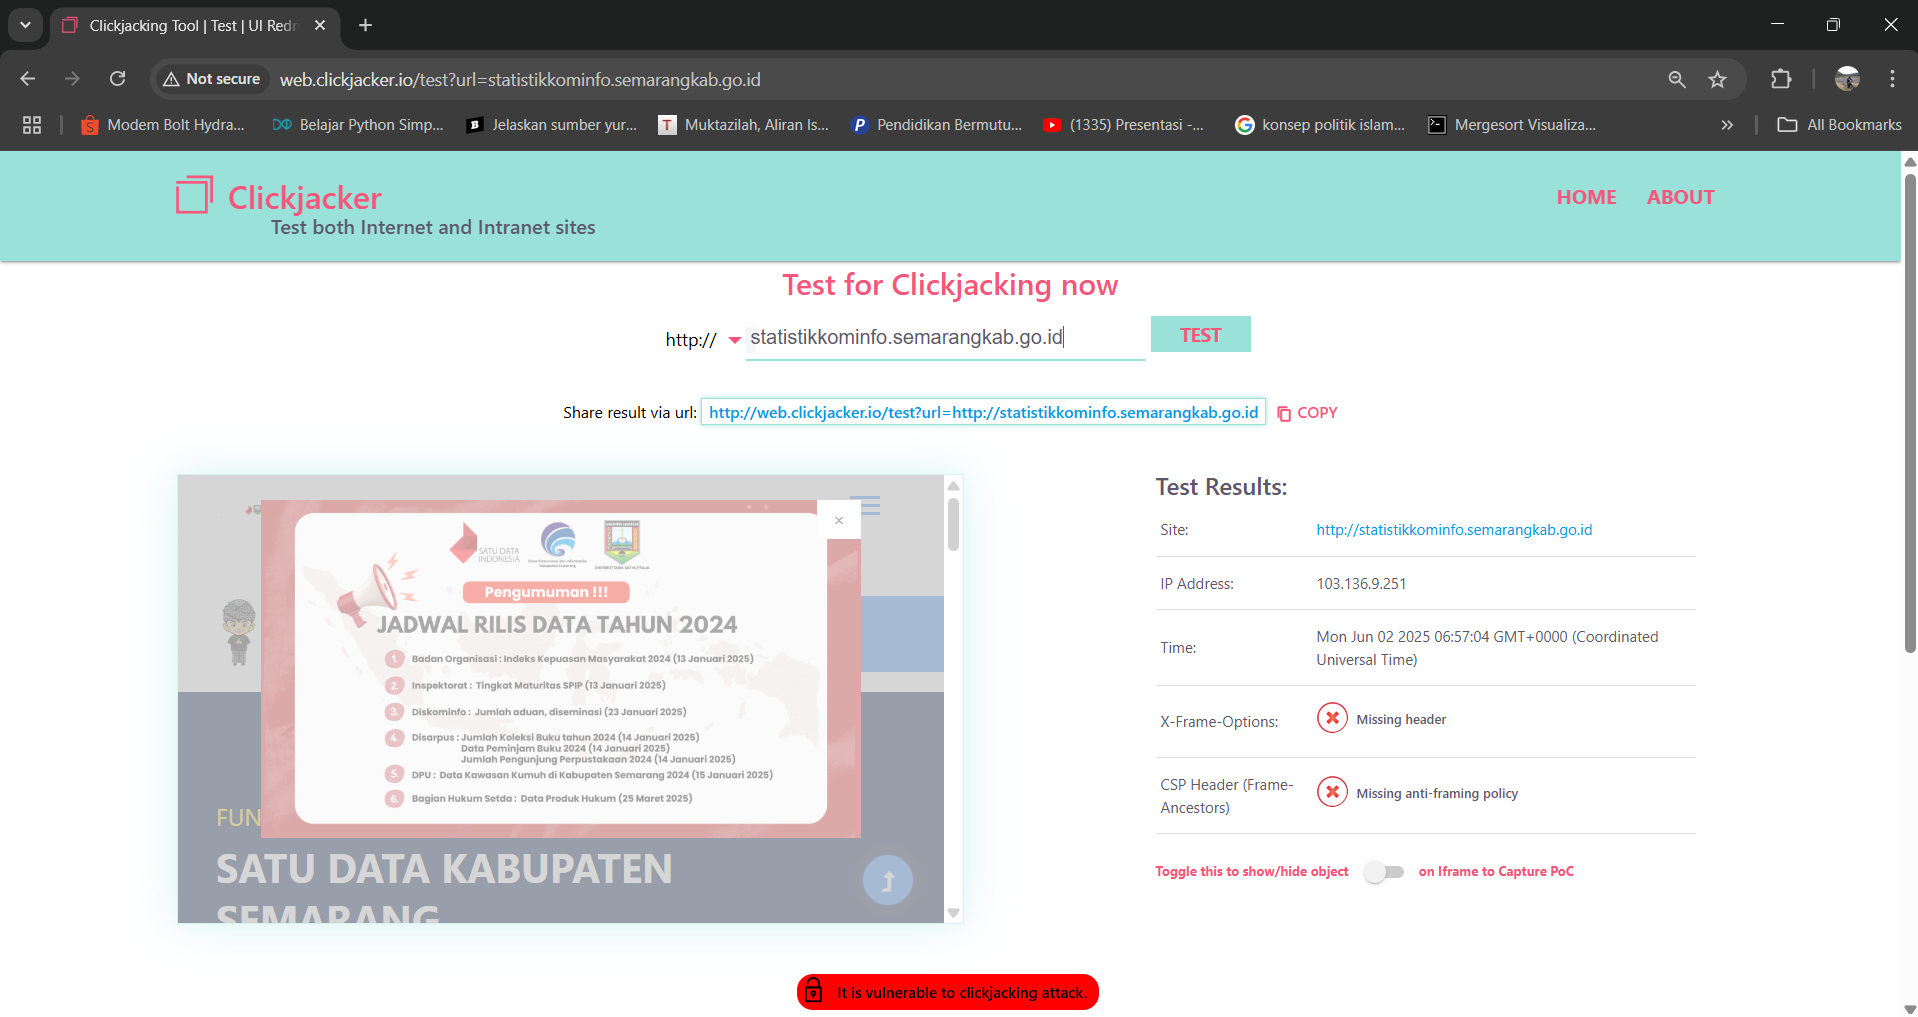 Clickjacking Tool | Test | UI Redr
Not secure
web.clickjacker.io/test?url=statistikkominfo.semarangkab.go.id
Modem Bolt Hydra...
Belajar Python Simp...
Jelaskan sumber yur...
Muktazilah, Aliran Is...
Pendidikan Bermutu...
(1335) Presentasi -...
konsep politik islam...
Mergesort Visualiza...
All Bookmarks
Clickjacker
Test both Internet and Intranet sites
HOME
ABOUT
Test for Clickjacking now
http://
statistikkominfo.semarangkab.go.id
TEST
Share result via url:
http://web.clickjacker.io/test?url=http://statistikkominfo.semarangkab.go.id
COPY
SATU DATA
INDONESIA
Pengumuman !!!
JADWAL RILIS DATA TAHUN 2024
1. Badan Organisasi : Indeks Kepuasan Masyarakat 2024 (13 Januari 2025)
2. Inspektorat : Tingkat Maturitas SPIP (13 Januari 2025)
3. Diskominfo : Jumlah aduan, diseminasi (23 Januari 2025)
4. Disarpus : Jumlah Koleksi Buku tahun 2024 (14 Januari 2025)
Data Peminjam Buku 2024 (14 Januari 2025)
Jumlah Pengunjung Perpustakaan 2024 (14 Januari 2025)
5. DPU : Data Kawasan Kumuh di Kabupaten Semarang 2024 (15 Januari 2025)
6. Bagian Hukum Setda : Data Produk Hukum (25 Maret 2025)
FUN
SATU DATA KABUPATEN
SEMARANG
Test Results:
Site:
http://statistikkominfo.semarangkab.go.id
IP Address:
103.136.9.251
Time:
Mon Jun 02 2025 06:57:04 GMT+0000 (Coordinated
Universal Time)
X-Frame-Options:
Missing header
CSP Header (Frame-
Ancestors)
Missing anti-framing policy
Toggle this to show/hide object
on Iframe to Capture PoC
It is vulnerable to clickjacking attack.